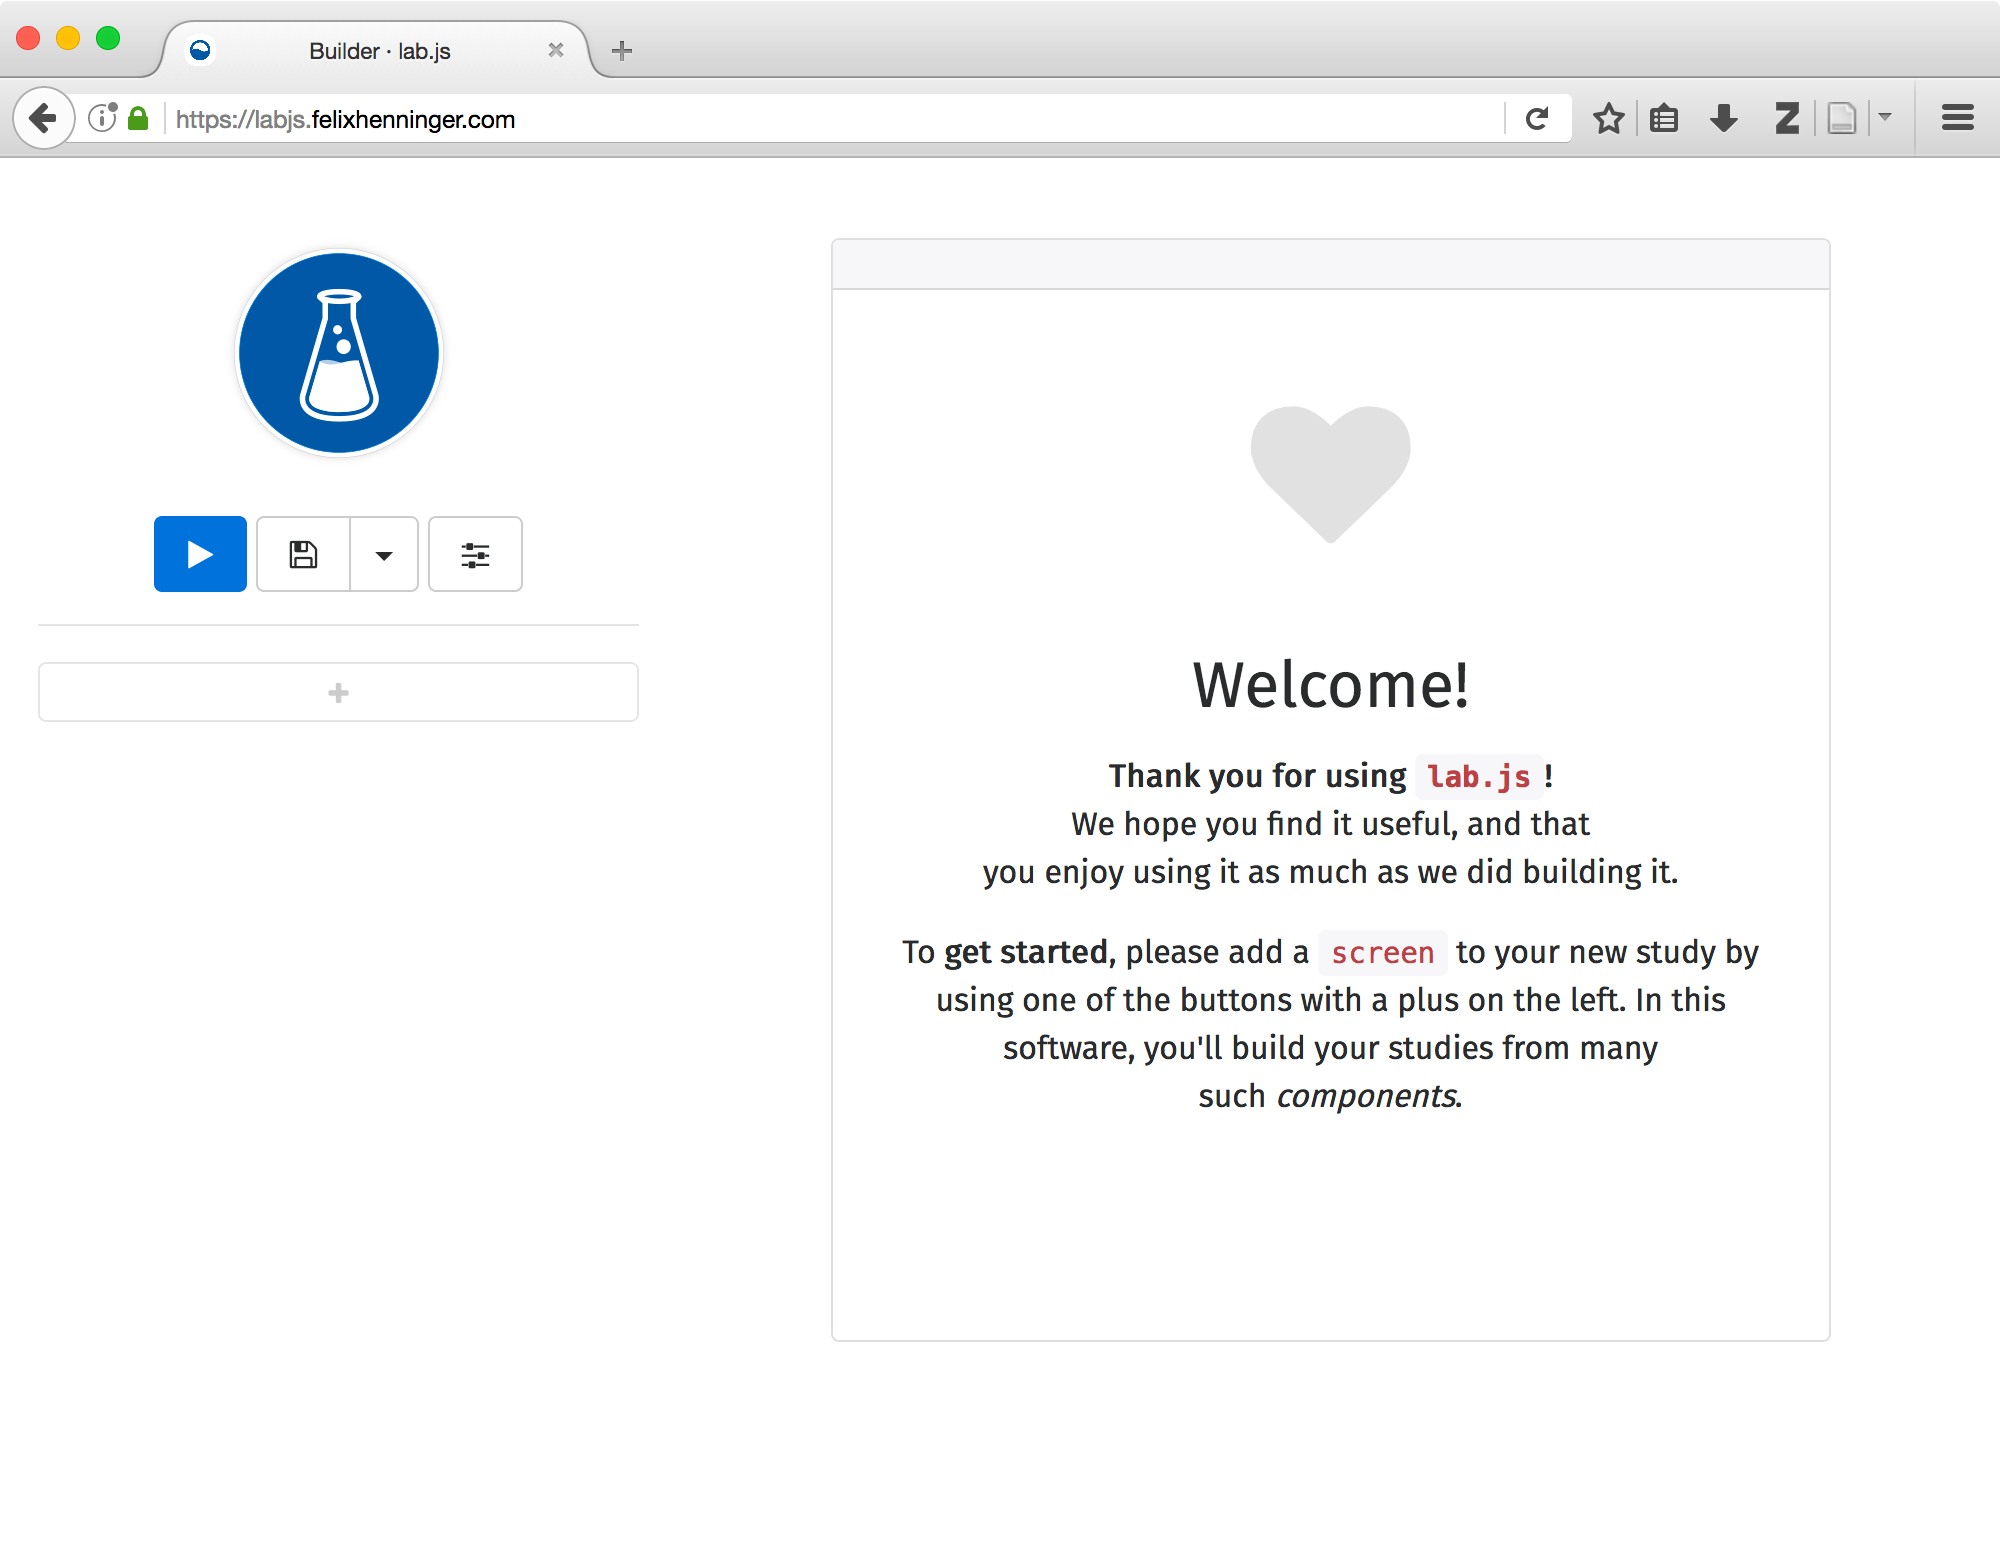 Builder · lab.js
https://labjs.felixhenninger.com
Z
Welcome!
Thank you for using lab.js !
We hope you find it useful, and that
you enjoy using it as much as we did building it.
To get started, please add a screen to your new study by
using one of the buttons with a plus on the left. In this
software, you'll build your studies from many
such components.